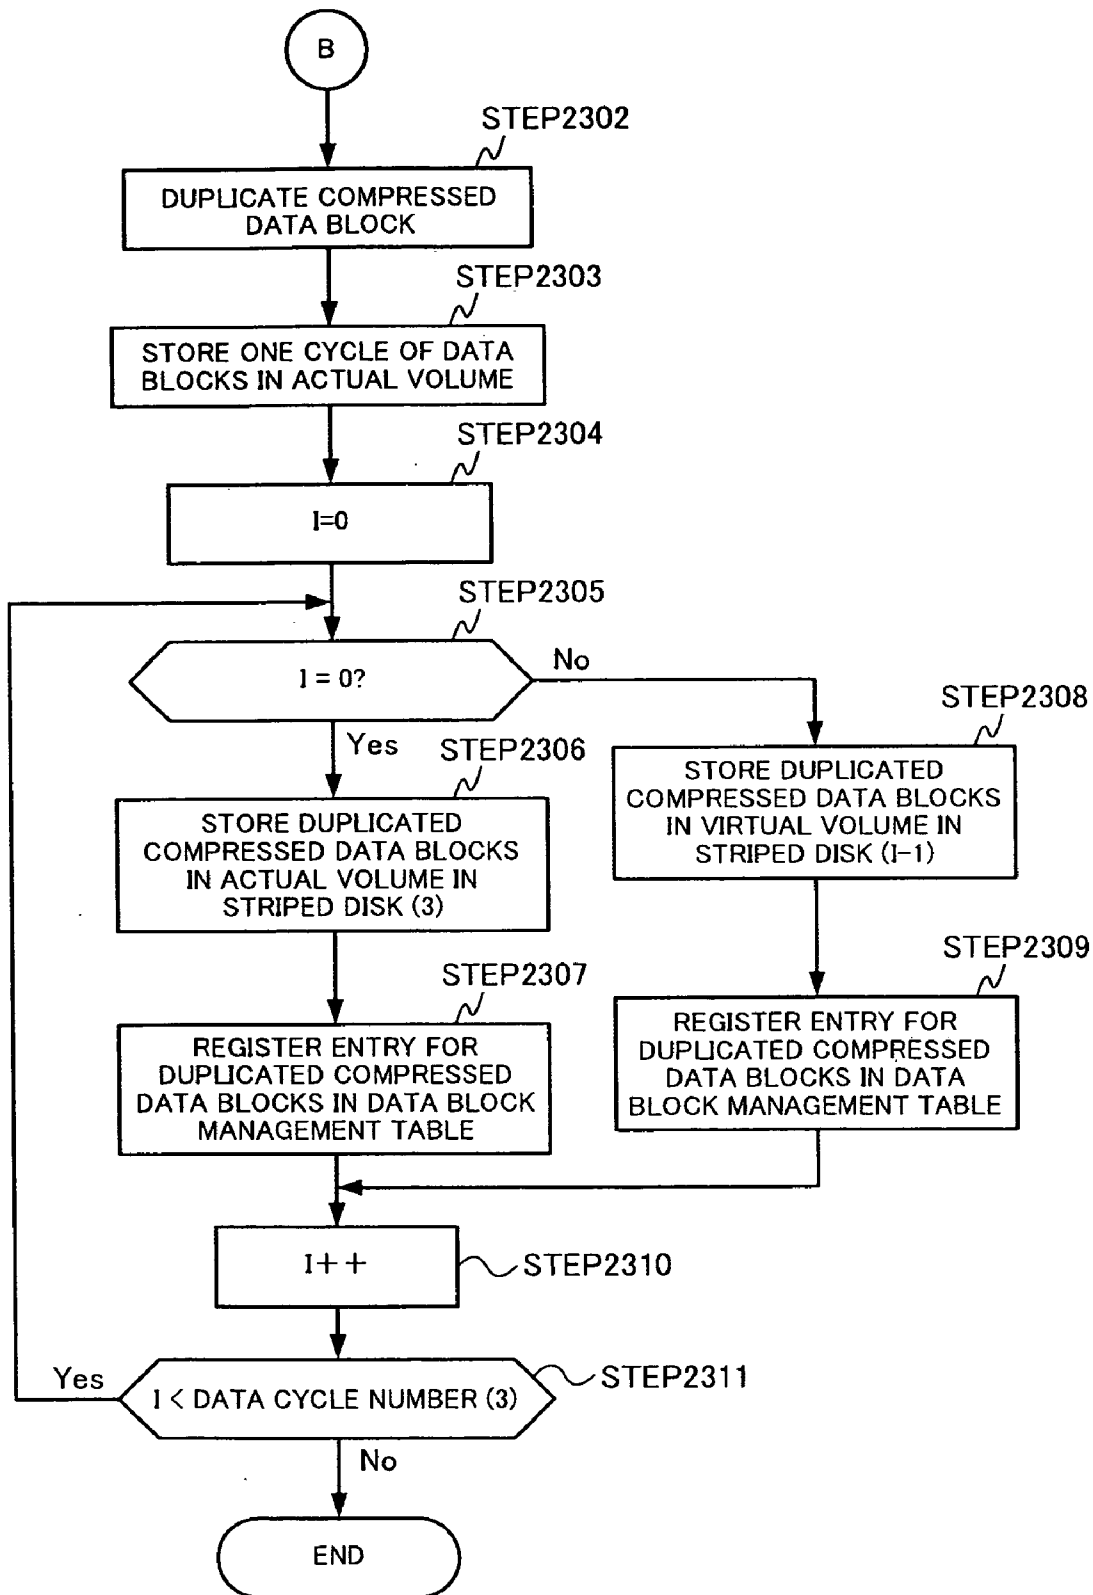 B
STEP2302
DUPLICATE COMPRESSED
DATA BLOCK
STEP2303
STORE ONE CYCLE OF DATA
BLOCKS IN ACTUAL VOLUME
STEP2304
I=0
STEP2305
I = 0?
No
Yes
STEP2306
STORE DUPLICATED
COMPRESSED DATA BLOCKS
IN ACTUAL VOLUME IN
STRIPED DISK (3)
STEP2308
STORE DUPLICATED
COMPRESSED DATA BLOCKS
IN VIRTUAL VOLUME IN
STRIPED DISK (I-1)
STEP2307
REGISTER ENTRY FOR
DUPLICATED COMPRESSED
DATA BLOCKS IN DATA BLOCK
MANAGEMENT TABLE
STEP2309
REGISTER ENTRY FOR
DUPLICATED COMPRESSED
DATA BLOCKS IN DATA
BLOCK MANAGEMENT TABLE
I++
STEP2310
Yes
I < DATA CYCLE NUMBER (3)
STEP2311
No
END